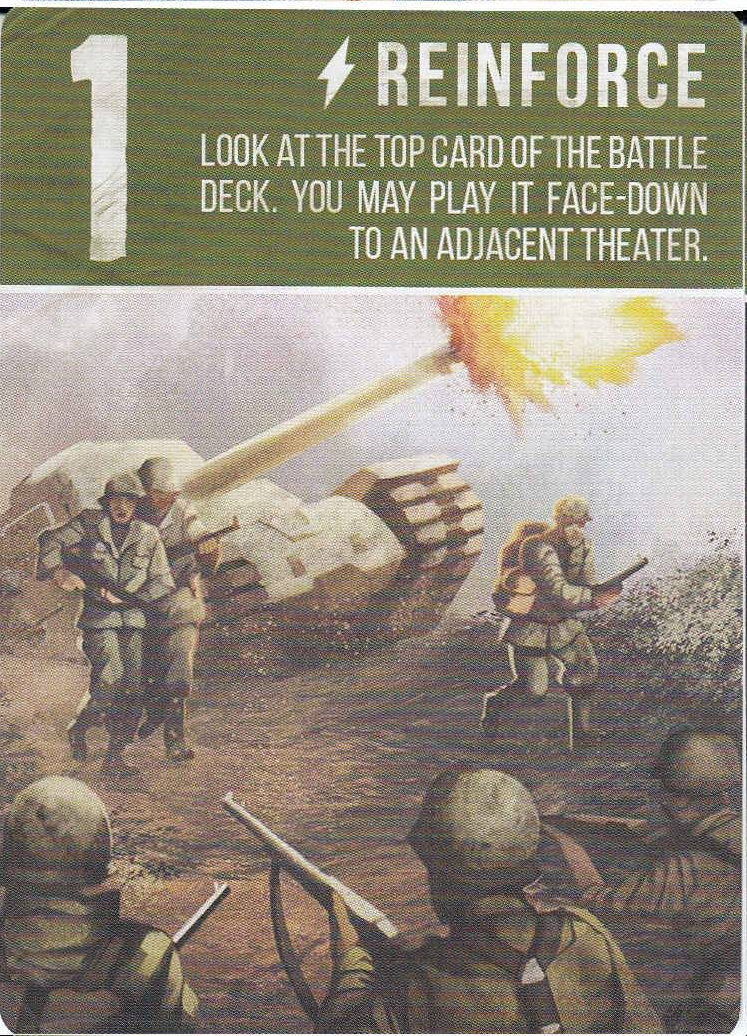 1
REINFORCE
LOOK AT THE TOP CARD OF THE BATTLE
DECK. YOU MAY PLAY IT FACE-DOWN
TO AN ADJACENT THEATER.